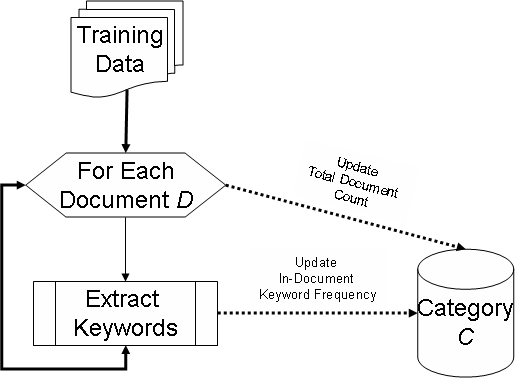 Training
Data
For Each
Document D
Update
Total Document
Count
Update
In-Document
Keyword Frequency
Extract
Keywords
Category
C